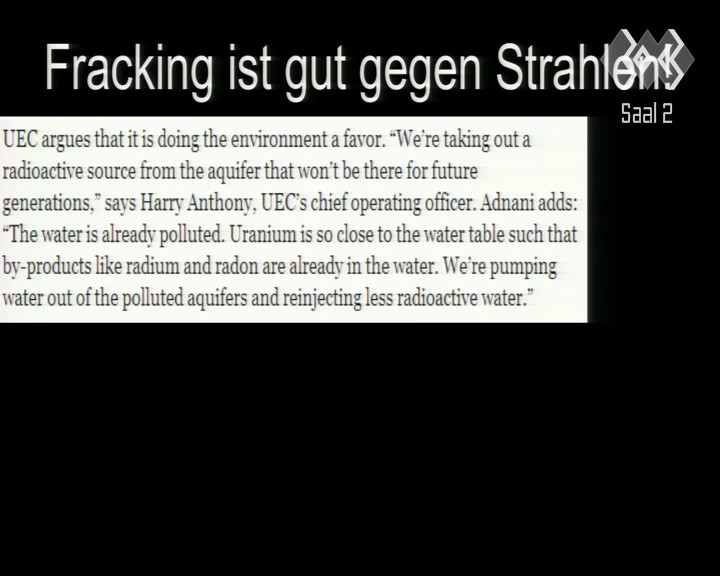 Fracking ist gut gegen Strahlen!
Saal 2
UEC argues that it is doing the environment a favor. “We’re taking out a
radioactive source from the aquifer that won’t be there for future
generations,” says Harry Anthony, UEC’s chief operating officer. Adnani adds:
“The water is already polluted. Uranium is so close to the water table such that
by-products like radium and radon are already in the water. We’re pumping
water out of the polluted aquifers and reinjecting less radioactive water.”